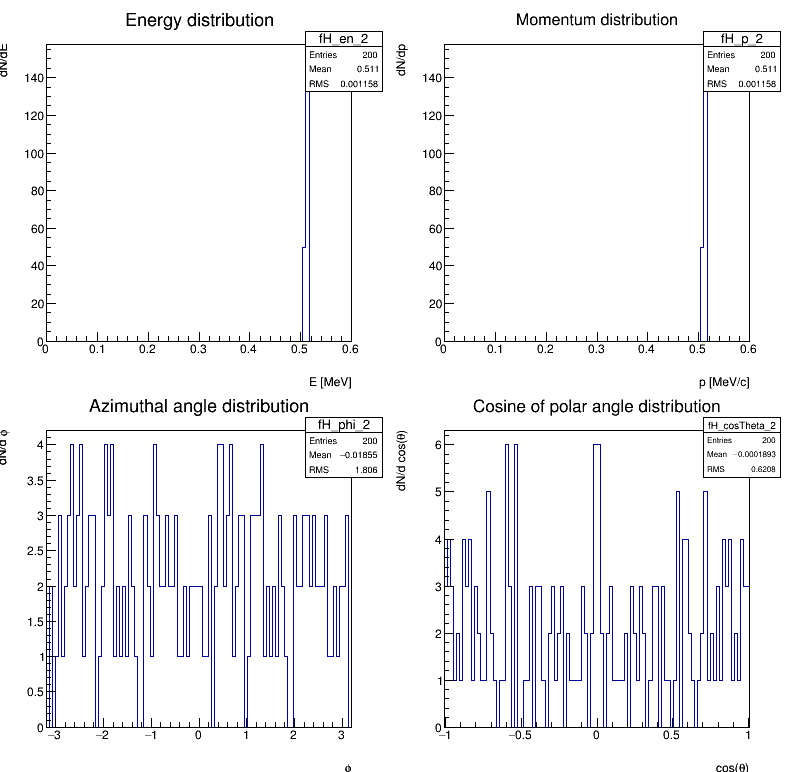 Energy distribution
dN/dE
fH_en_2
Entries 200
Mean 0.511
RMS 0.001158
140
120
100
80
60
40
20
0
0 0.1 0.2 0.3 0.4 0.5 0.6
E [MeV]
Momentum distribution
dN/dp
fH_p_2
Entries 200
Mean 0.511
RMS 0.001158
140
120
100
80
60
40
20
0
0 0.1 0.2 0.3 0.4 0.5 0.6
p [MeV/c]
Azimuthal angle distribution
dN/d ϕ
fH_phi_2
Entries 200
Mean −0.01855
RMS 1.806
4
3.5
3
2.5
2
1.5
1
0.5
0
−3 −2 −1 0 1 2 3
ϕ
Cosine of polar angle distribution
dN/d cos(θ)
fH_cosTheta_2
Entries 200
Mean −0.0001893
RMS 0.6208
6
5
4
3
2
1
0
−1 −0.5 0 0.5 1
cos(θ)